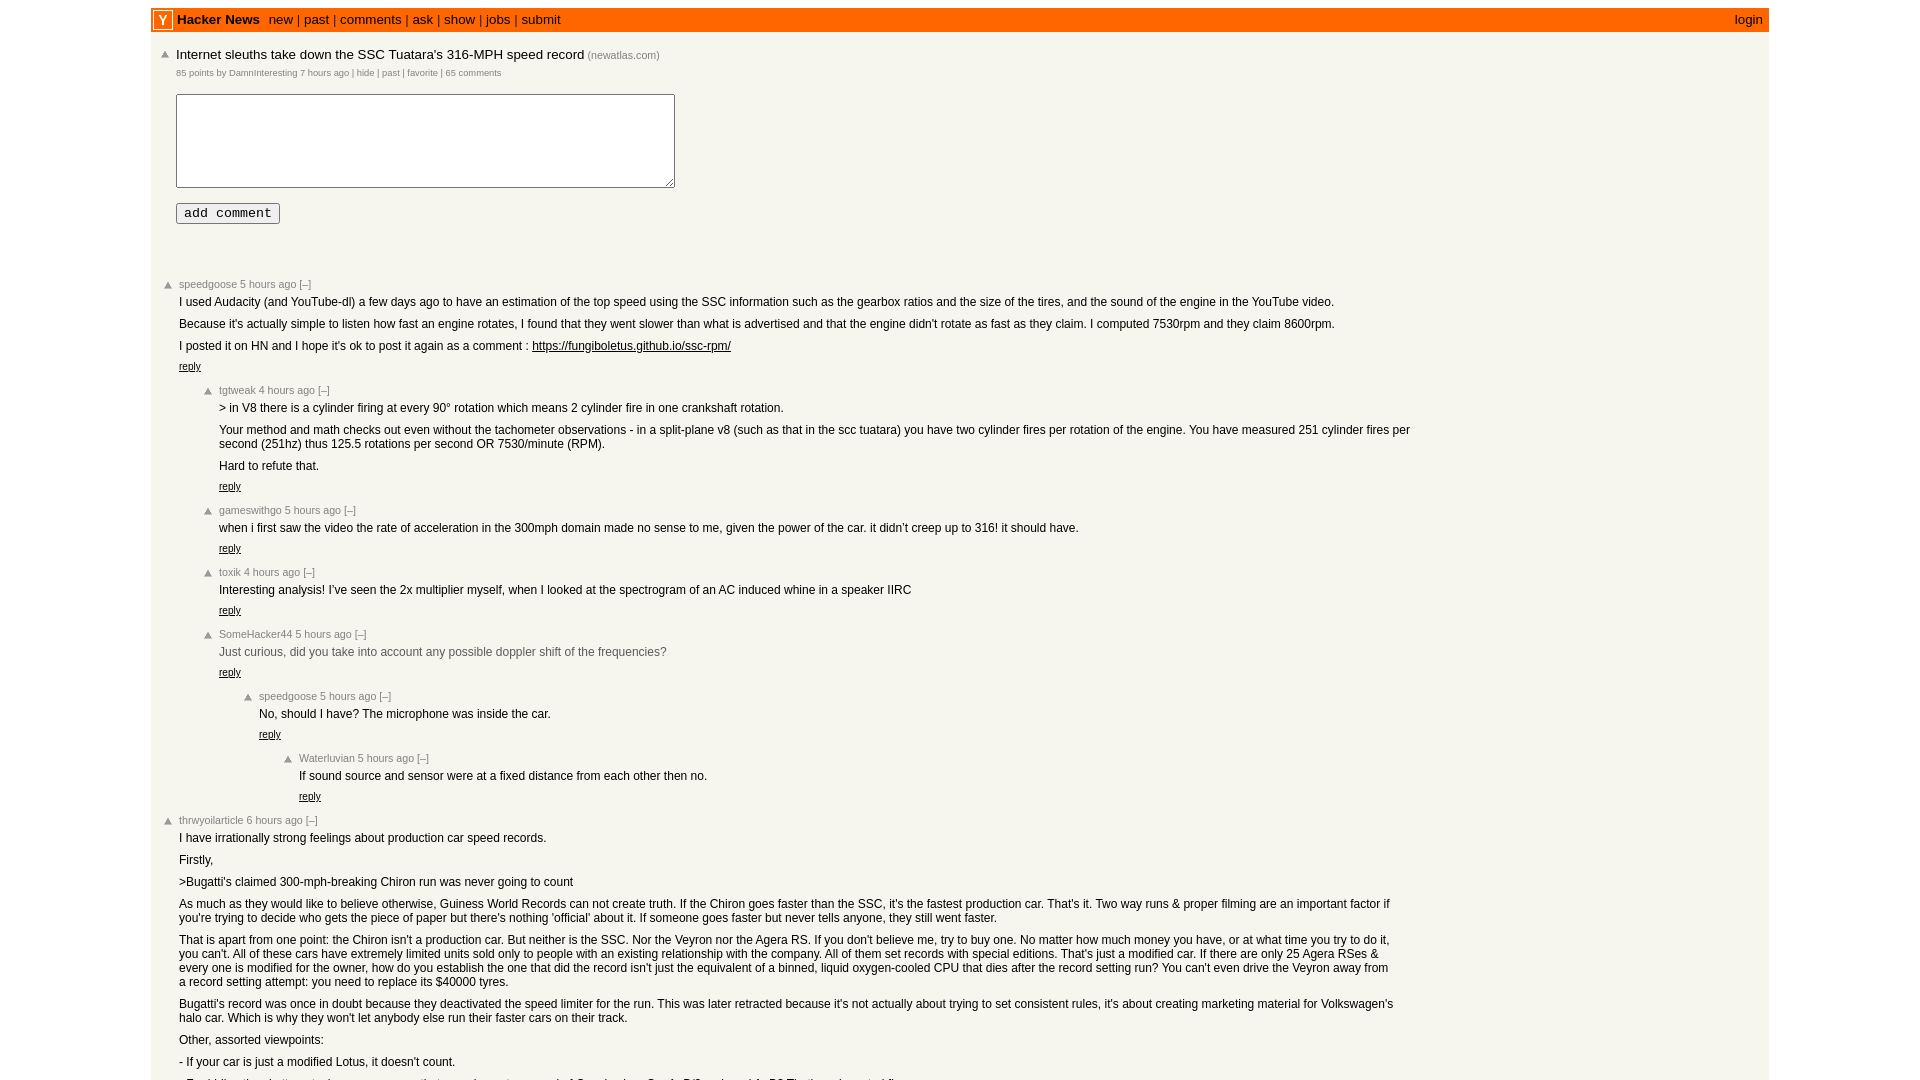 Y Hacker News new | past | comments | ask | show | jobs | submit login
Internet sleuths take down the SSC Tuatara's 316-MPH speed record (newatlas.com)
85 points by DamnInteresting 7 hours ago | hide | past | favorite | 65 comments
add comment
speedgoose 5 hours ago [–]
I used Audacity (and YouTube-dl) a few days ago to have an estimation of the top speed using the SSC information such as the gearbox ratios and the size of the tires, and the sound of the engine in the YouTube video.
Because it's actually simple to listen how fast an engine rotates, I found that they went slower than what is advertised and that the engine didn't rotate as fast as they claim. I computed 7530rpm and they claim 8600rpm.
I posted it on HN and I hope it's ok to post it again as a comment : https://fungiboletus.github.io/ssc-rpm/
reply
tgtweak 4 hours ago [–]
> in V8 there is a cylinder firing at every 90° rotation which means 2 cylinder fire in one crankshaft rotation.
Your method and math checks out even without the tachometer observations - in a split-plane v8 (such as that in the scc tuatara) you have two cylinder fires per rotation of the engine. You have measured 251 cylinder fires per
second (251hz) thus 125.5 rotations per second OR 7530/minute (RPM).
Hard to refute that.
reply
gameswithgo 5 hours ago [–]
when i first saw the video the rate of acceleration in the 300mph domain made no sense to me, given the power of the car. it didn’t creep up to 316! it should have.
reply
toxik 4 hours ago [–]
Interesting analysis! I’ve seen the 2x multiplier myself, when I looked at the spectrogram of an AC induced whine in a speaker IIRC
reply
SomeHacker44 5 hours ago [–]
Just curious, did you take into account any possible doppler shift of the frequencies?
reply
speedgoose 5 hours ago [–]
No, should I have? The microphone was inside the car.
reply
Waterluvian 5 hours ago [–]
If sound source and sensor were at a fixed distance from each other then no.
reply
thrwyoilarticle 6 hours ago [–]
I have irrationally strong feelings about production car speed records.
Firstly,
>Bugatti's claimed 300-mph-breaking Chiron run was never going to count
As much as they would like to believe otherwise, Guiness World Records can not create truth. If the Chiron goes faster than the SSC, it's the fastest production car. That's it. Two way runs & proper filming are an important factor if
you're trying to decide who gets the piece of paper but there's nothing 'official' about it. If someone goes faster but never tells anyone, they still went faster.
That is apart from one point: the Chiron isn't a production car. But neither is the SSC. Nor the Veyron nor the Agera RS. If you don't believe me, try to buy one. No matter how much money you have, or at what time you try to do it,
you can't. All of these cars have extremely limited units sold only to people with an existing relationship with the company. All of them set records with special editions. That's just a modified car. If there are only 25 Agera RSes &
every one is modified for the owner, how do you establish the one that did the record isn't just the equivalent of a binned, liquid oxygen-cooled CPU that dies after the record setting run? You can't even drive the Veyron away from
a record setting attempt: you need to replace its $40000 tyres.
Bugatti's record was once in doubt because they deactivated the speed limiter for the run. This was later retracted because it's not actually about trying to set consistent rules, it's about creating marketing material for Volkswagen's
halo car. Which is why they won't let anybody else run their faster cars on their track.
Other, assorted viewpoints:
- If your car is just a modified Lotus, it doesn't count.